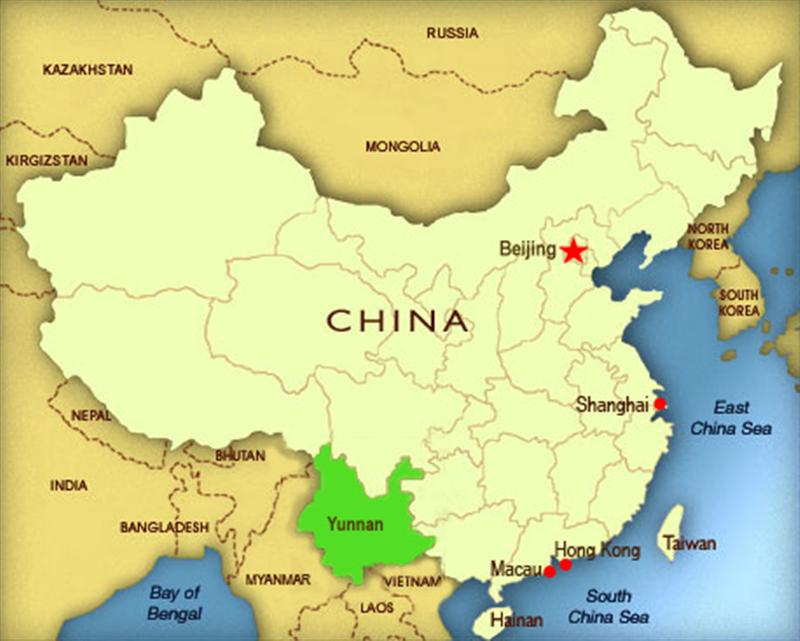 RUSSIA
KAZAKHSTAN
MONGOLIA
KIRGIZSTAN
Beijing
NORTH
KOREA
SOUTH
KOREA
CHINA
Shanghai
East
China Sea
NEPAL
BHUTAN
INDIA
Yunnan
BANGLADESH
Taiwan
Hong Kong
Macau
MYANMAR
VIETNAM
Bay of
Bengal
LAOS
South
China Sea
Hainan